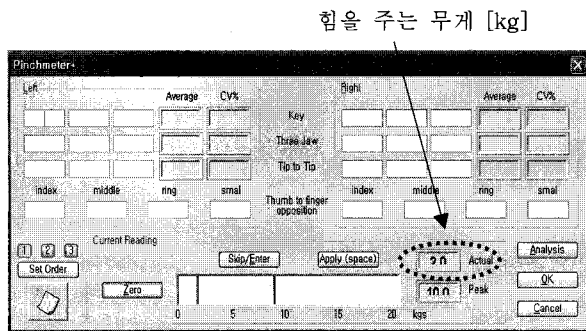 힘을 주는 무게 [kg]
Pinchmeter+
Left Right
Average CV% Average CV%
Key
Three Jaw
Tip to Tip
index middle ring smal Thumb to finger opposition index middle ring smal
Current Reading
1 2 3 Skip/Enter Apply (space) Actual Analysis
Set Order
Zero 10.0 Peak OK
0 5 10 15 20 kgs Cancel